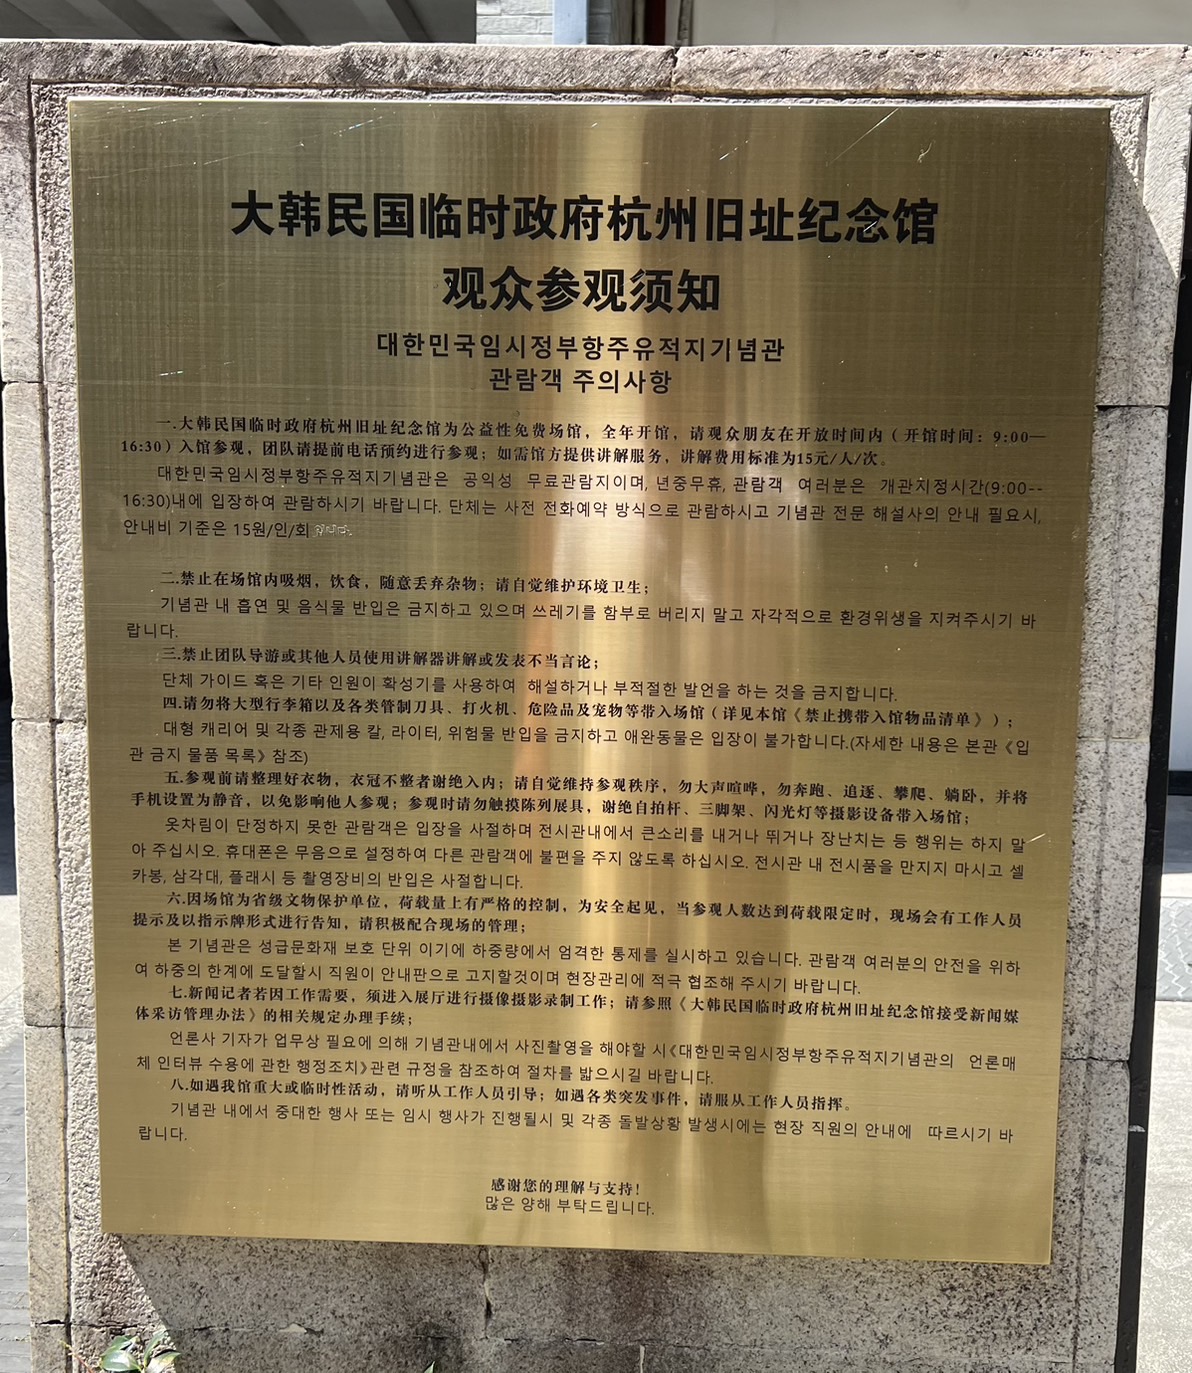 大韩民国临时政府杭州旧址纪念馆
观众参观须知
대한민국임시정부항주유적지기념관
관람객 주의사항
一.大韩民国临时政府杭州旧址纪念馆为公益性免费场馆，全年开馆，请观众朋友在开放时间内（开馆时间：9:00—
16:30）入馆参观，团队请提前电话预约进行参观；如需馆方提供讲解服务，讲解费用标准为15元/人/次。
대한민국임시정부항주유적지기념관은 공익성 무료관람지이며, 년중무휴, 관람객 여러분은 개관지정시간(9:00--
16:30)내에 입장하여 관람하시기 바랍니다. 단체는 사전 전화예약 방식으로 관람하시고 기념관 전문 해설사의 안내 필요시,
안내비 기준은 15원/인/회 입니다.
二.禁止在场馆内吸烟，饮食，随意丢弃杂物；请自觉维护环境卫生；
기념관 내 흡연 및 음식물 반입은 금지하고 있으며 쓰레기를 함부로 버리지 말고 자각적으로 환경위생을 지켜주시기 바
랍니다.
三.禁止团队导游或其他人员使用讲解器讲解或发表不当言论；
단체 가이드 혹은 기타 인원이 확성기를 사용하여 해설하거나 부적절한 발언을 하는 것을 금지합니다.
四.请勿将大型行李箱以及各类管制刀具、打火机、危险品及宠物等带入场馆（详见本馆《禁止携带入馆物品清单》）；
대형 캐리어 및 각종 관제용 칼, 라이터, 위험물 반입을 금지하고 애완동물은 입장이 불가합니다.(자세한 내용은 본관《입
관 금지 물품 목록》참조)
五.参观前请整理好衣物，衣冠不整者谢绝入内；请自觉维持参观秩序，勿大声喧哗，勿奔跑、追逐、攀爬、躺卧，并将
手机设置为静音，以免影响他人参观；参观时请勿触摸陈列展具，谢绝自拍杆、三脚架、闪光灯等摄影设备带入场馆；
옷차림이 단정하지 못한 관람객은 입장을 사절하며 전시관내에서 큰소리를 내거나 뛰거나 장난치는 등 행위는 하지 말
아 주십시오. 휴대폰은 무음으로 설정하여 다른 관람객에 불편을 주지 않도록 하십시오. 전시관 내 전시품을 만지지 마시고 셀
카봉, 삼각대, 플래시 등 촬영장비의 반입은 사절합니다.
六.因场馆为省级文物保护单位，荷载量上有严格的控制，为安全起见，当参观人数达到荷载限定时，现场会有工作人员
提示及以指示牌形式进行告知，请积极配合现场的管理；
본 기념관은 성급문화재 보호 단위 이기에 하중량에서 엄격한 통제를 실시하고 있습니다. 관람객 여러분의 안전을 위하
여 하중의 한계에 도달할시 직원이 안내판으로 고지할것이며 현장관리에 적극 협조해 주시기 바랍니다.
七.新闻记者若因工作需要，须进入展厅进行摄像摄影录制工作；请参照《大韩民国临时政府杭州旧址纪念馆接受新闻媒
体采访管理办法》的相关规定办理手续；
언론사 기자가 업무상 필요에 의해 기념관내에서 사진촬영을 해야할 시《대한민국임시정부항주유적지기념관의 언론매
체 인터뷰 수용에 관한 행정조치》관련 규정을 참조하여 절차를 밟으시길 바랍니다.
八.如遇我馆重大或临时性活动，请听从工作人员引导；如遇各类突发事件，请服从工作人员指挥。
기념관 내에서 중대한 행사 또는 임시 행사가 진행될시 및 각종 돌발상황 발생시에는 현장 직원의 안내에 따르시기 바
랍니다.
感谢您的理解与支持!
많은 양해 부탁드립니다.